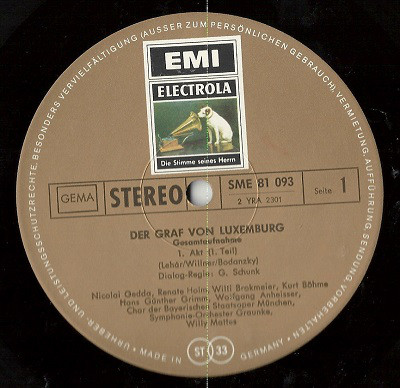 URHEBER- UND LEISTUNGSSCHUTZRECHTE, BESONDERS VERVIELFÄLTIGUNG (AUSSER ZUM PERSÖNLICHEN GEBRAUCH), VERMIETUNG, AUFFÜHRUNG, SENDUNG VORBEHALTEN
EMI
ELECTROLA
Die Stimme seines Herrn
GEMA
STEREO
SME 81 093
2 YRA 2301
Seite 1
DER GRAF VON LUXEMBURG
Gesamtaufnahme
1. Akt (1. Teil)
(Lehár/Willner/Bodanzky)
Dialog-Regie: G. Schunk
Nicolai Gedda, Renate Holm, Willi Brokmeier, Kurt Böhme
Hans Günther Grimm, Wolfgang Anheisser,
Chor der Bayerischen Staatsoper München,
Symphonie-Orchester Graunke,
Willy Mattes
MADE IN GERMANY
ST 33